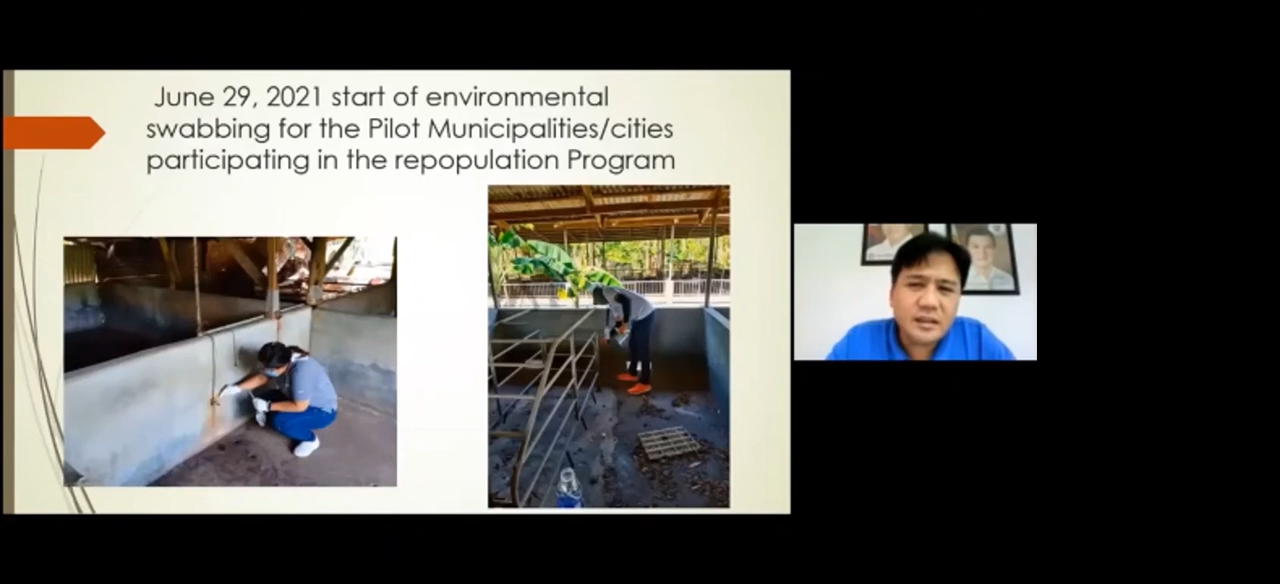 June 29, 2021 start of environmental
swabbing for the Pilot Municipalities/cities
participating in the repopulation Program